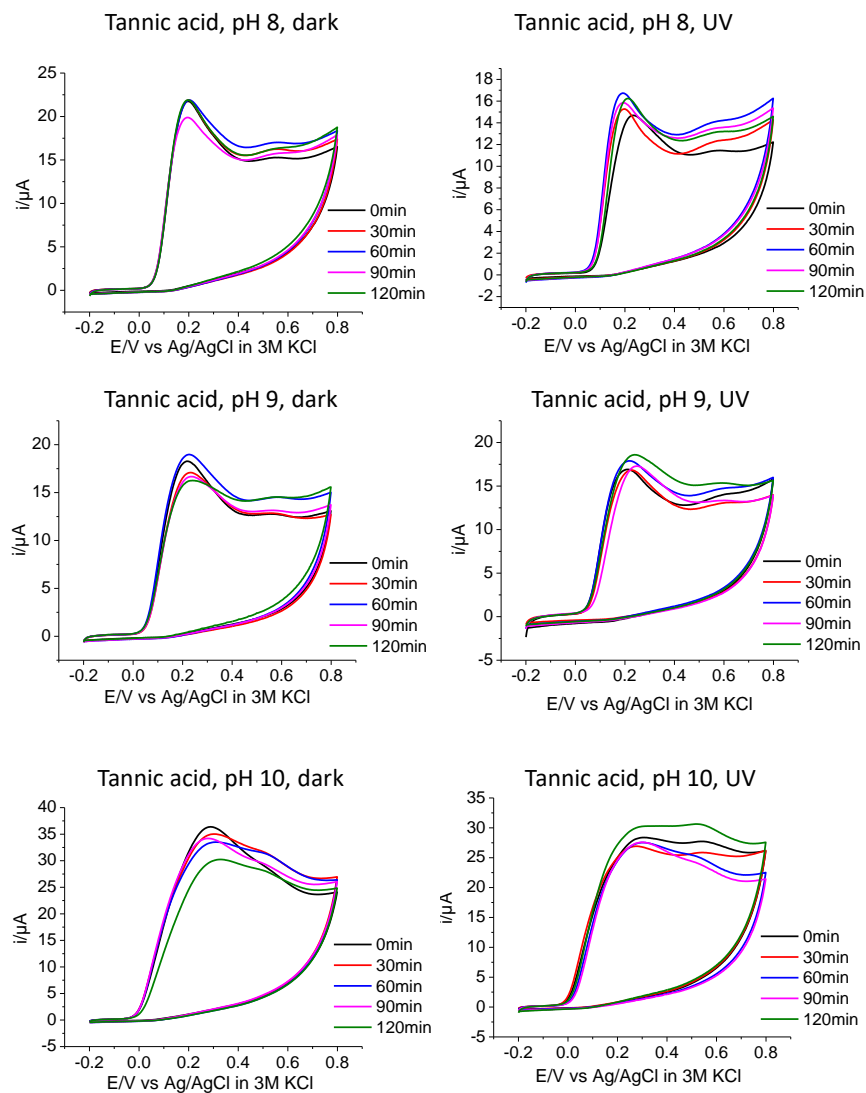 Tannic acid, pH 8, dark
25
20
15
10
5
0
i/µA
0min
30min
60min
90min
120min
-0.2 0.0 0.2 0.4 0.6 0.8
E/V vs Ag/AgCl in 3M KCl
Tannic acid, pH 8, UV
18
16
14
12
10
8
6
4
2
0
-2
i/µA
0min
30min
60min
90min
120min
-0.2 0.0 0.2 0.4 0.6 0.8
E/V vs Ag/AgCl in 3M KCl
Tannic acid, pH 9, dark
20
15
10
5
0
i/µA
0min
30min
60min
90min
120min
-0.2 0.0 0.2 0.4 0.6 0.8
E/V vs Ag/AgCl in 3M KCl
Tannic acid, pH 9, UV
20
15
10
5
0
-5
i/µA
0min
30min
60min
90min
120min
-0.2 0.0 0.2 0.4 0.6 0.8
E/V vs Ag/AgCl in 3M KCl
Tannic acid, pH 10, dark
40
35
30
25
20
15
10
5
0
-5
i/µA
0min
30min
60min
90min
120min
-0.2 0.0 0.2 0.4 0.6 0.8
E/V vs Ag/AgCl in 3M KCl
Tannic acid, pH 10, UV
35
30
25
20
15
10
5
0
-5
i/µA
0min
30min
60min
90min
120min
-0.2 0.0 0.2 0.4 0.6 0.8
E/V vs Ag/AgCl in 3M KCl